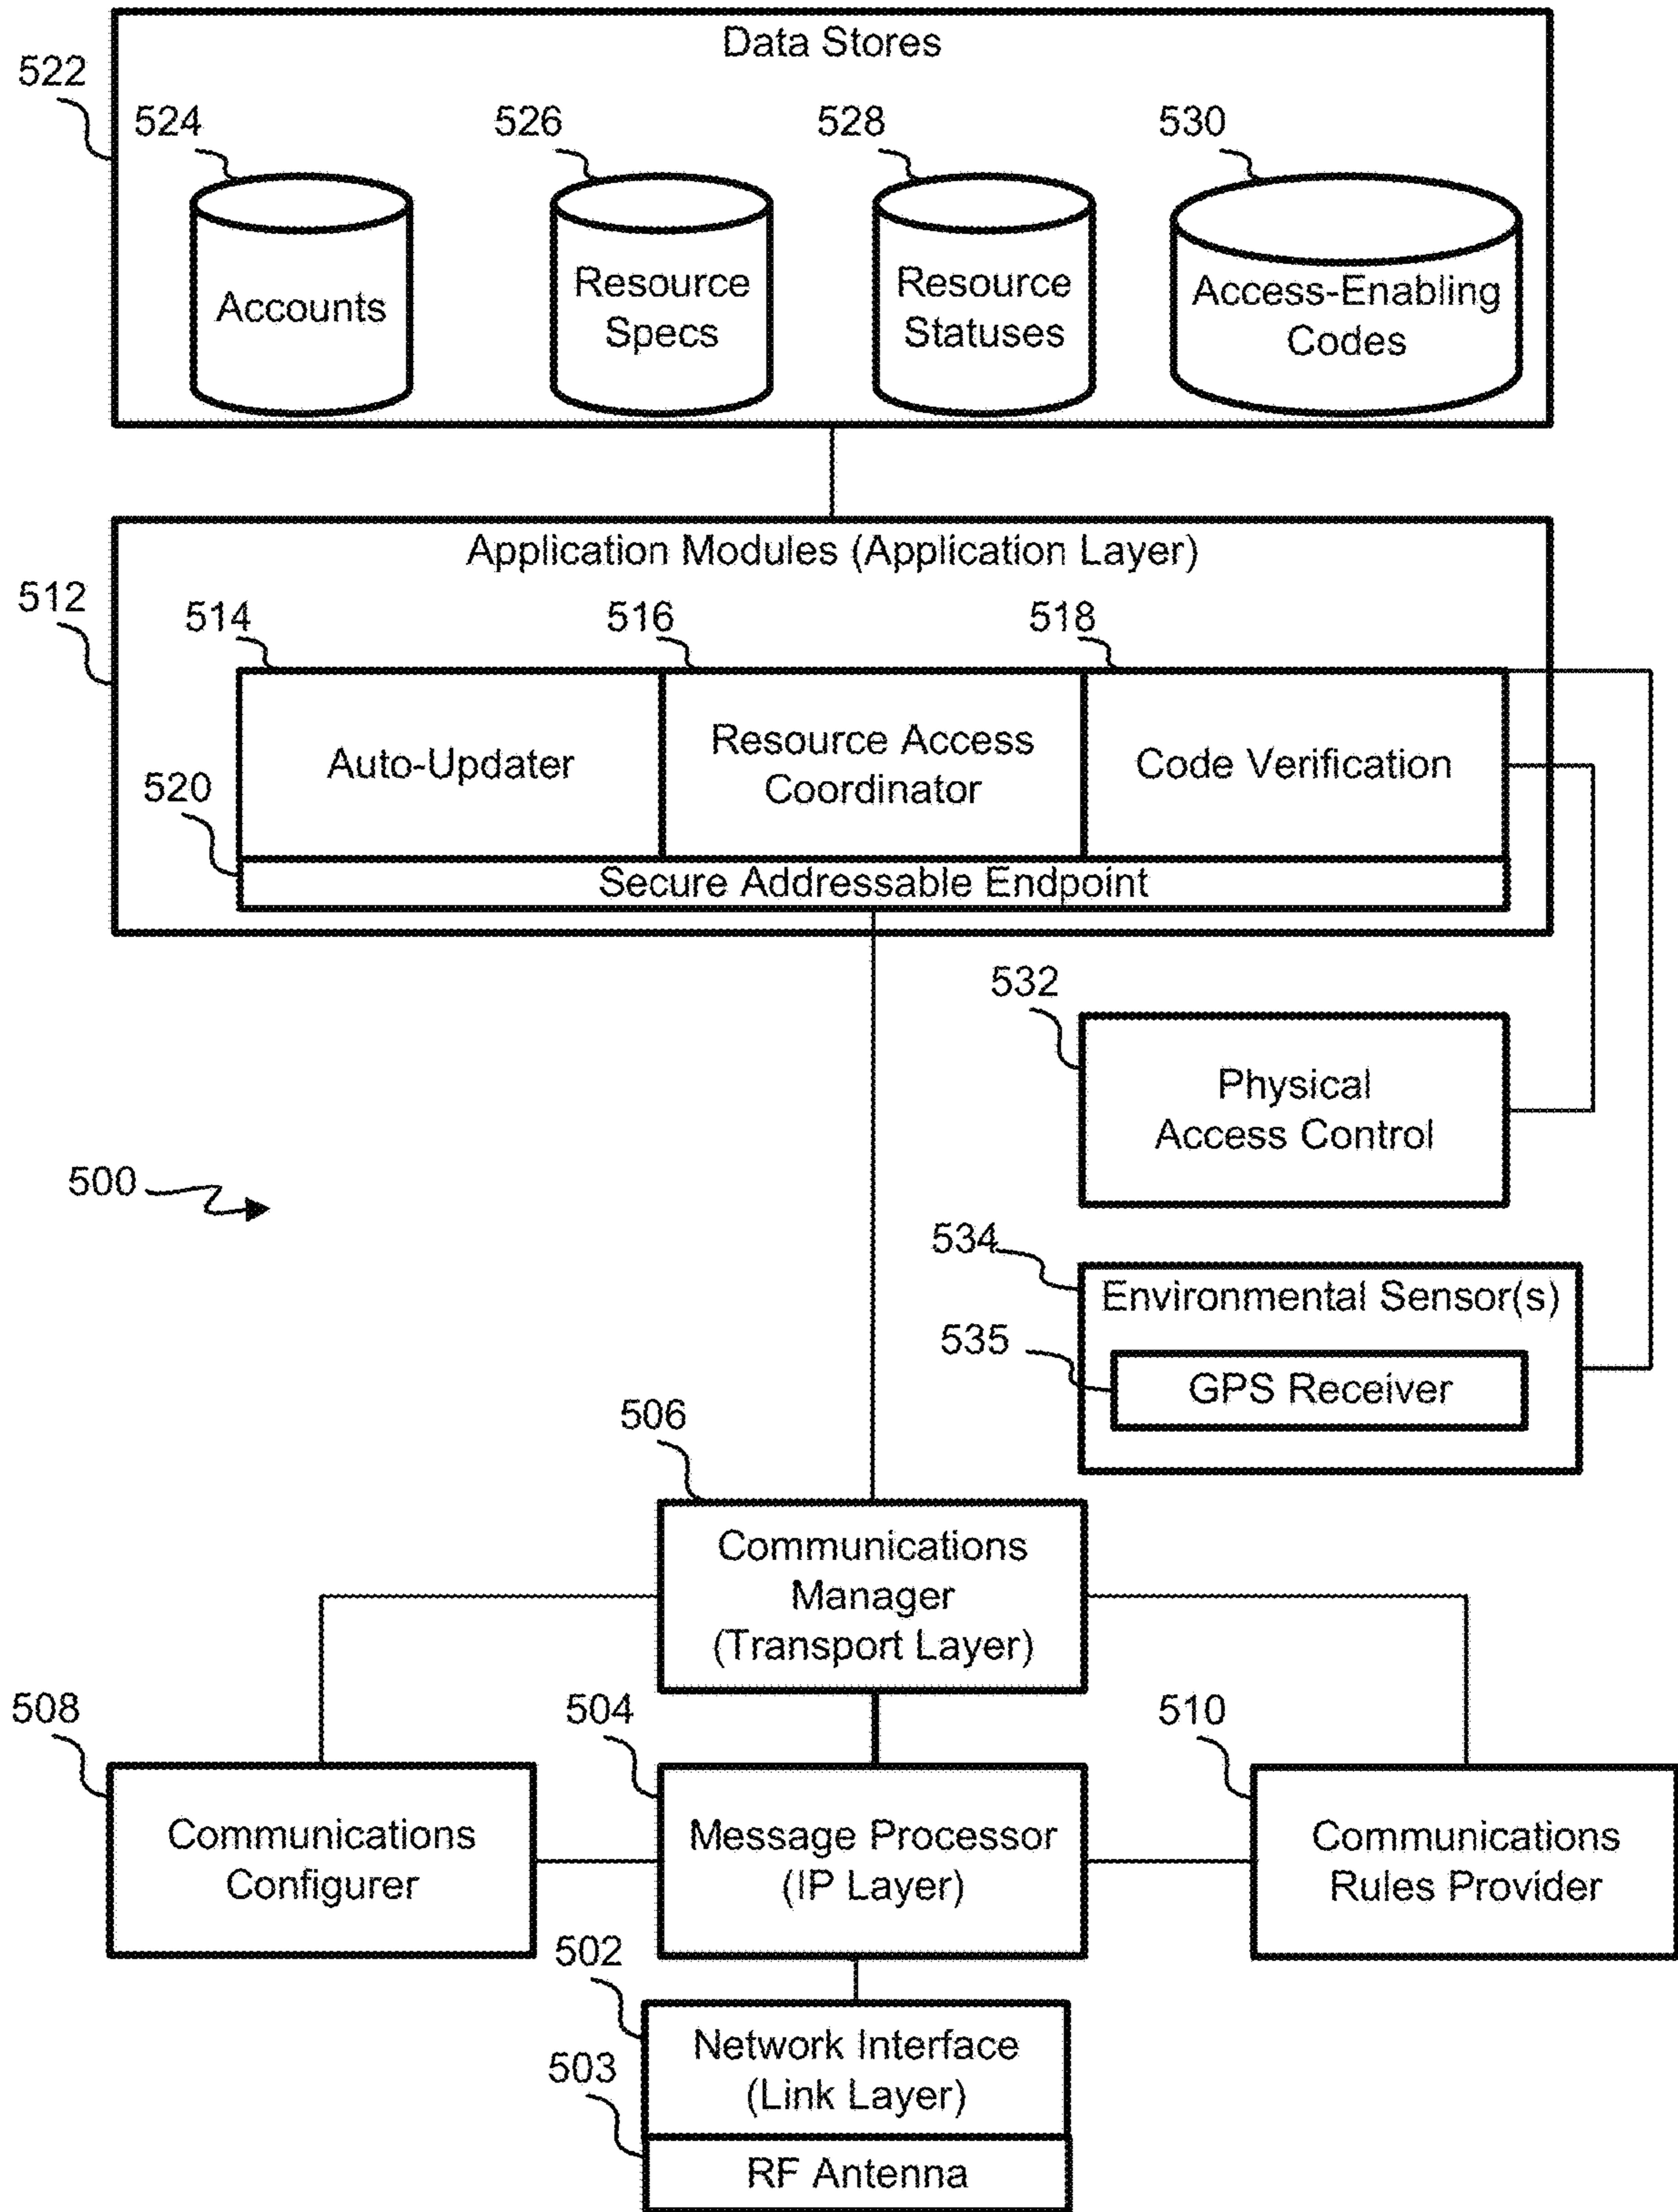 Data Stores
522
524
526
528
530
Accounts
Resource
Specs
Resource
Statuses
Access-Enabling
Codes
Application Modules (Application Layer)
512
514
516
518
Auto-Updater
Resource Access
Coordinator
Code Verification
520
Secure Addressable Endpoint
532
Physical
Access Control
500
534
Environmental Sensor(s)
535
GPS Receiver
506
Communications
Manager
(Transport Layer)
508
504
510
Communications
Configurer
Message Processor
(IP Layer)
Communications
Rules Provider
502
Network Interface
(Link Layer)
503
RF Antenna